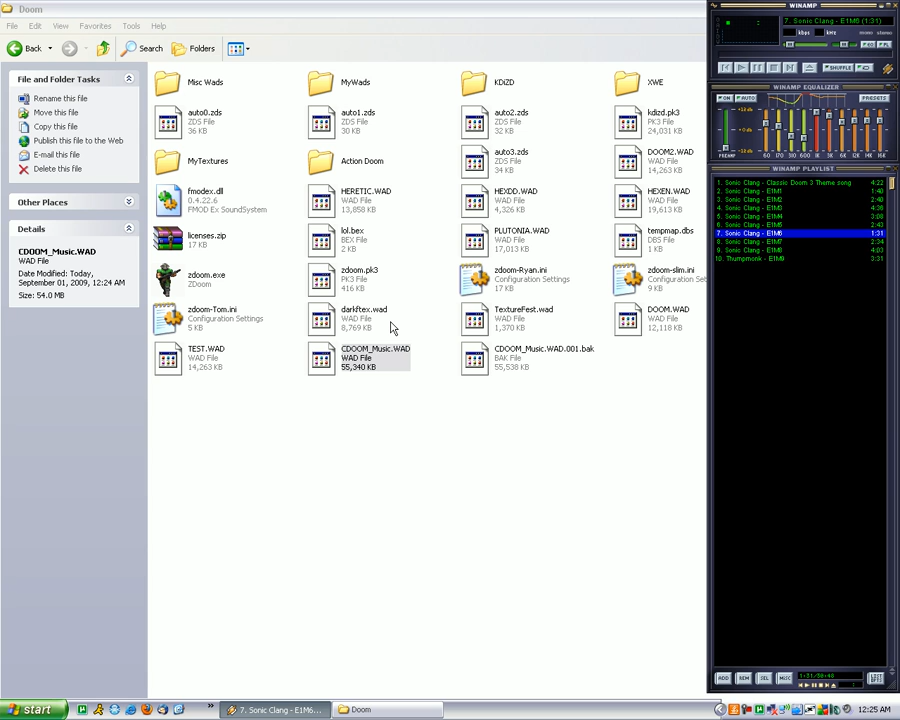 Doom
File Edit View Favorites Tools Help
Back Search Folders
File and Folder Tasks
Rename this file
Move this file
Copy this file
Publish this file to the Web
E-mail this file
Delete this file
Other Places
Details
CDOOM_Music.WAD
WAD File
Date Modified: Today,
September 01, 2009, 12:24 AM
Size: 54.0 MB
Misc Wads
MyWads
KDiZD
XWE
auto0.zds
ZDS File
36 KB
auto1.zds
ZDS File
30 KB
auto2.zds
ZDS File
32 KB
kdizd.pk3
PK3 File
24,031 KB
MyTextures
Action Doom
auto3.zds
ZDS File
34 KB
DOOM2.WAD
WAD File
14,263 KB
fmodex.dll
0.4.22.6
FMOD Ex SoundSystem
HERETIC.WAD
WAD File
13,858 KB
HEXDD.WAD
WAD File
4,326 KB
HEXEN.WAD
WAD File
19,613 KB
licenses.zip
17 KB
lol.bex
BEX File
2 KB
PLUTONIA.WAD
WAD File
17,013 KB
tempmap.dbs
DBS File
1 KB
zdoom.exe
ZDoom
zdoom.pk3
PK3 File
416 KB
zdoom-Ryan.ini
Configuration Settings
17 KB
zdoom-slim.ini
Configuration Settings
9 KB
zdoom-Tom.ini
Configuration Settings
5 KB
darkftex.wad
WAD File
8,769 KB
TextureFest.wad
WAD File
1,370 KB
DOOM.WAD
WAD File
12,118 KB
TEST.WAD
WAD File
14,263 KB
CDOOM_Music.WAD
WAD File
55,340 KB
CDOOM_Music.WAD.001.bak
BAK File
55,538 KB
WINAMP
7. Sonic Clang - E1M6 (1:31)
kbps kHz mono stereo
EQ PL
SHUFFLE
WINAMP EQUALIZER
ON AUTO PRESETS
PREAMP 60 170 310 600 1K 3K 6K 12K 14K 16K
WINAMP PLAYLIST
1. Sonic Clang - Classic Doom 3 Theme song 4:22
2. Sonic Clang - E1M1 1:40
3. Sonic Clang - E1M2
4. Sonic Clang - E1M3
5. Sonic Clang - E1M4 3:08
6. Sonic Clang - E1M5 2:43
7. Sonic Clang - E1M6 1:31
8. Sonic Clang - E1M7 2:34
9. Sonic Clang - E1M8 4:03
10. Thumpmonk - E1M9 3:31
ADD REM SEL MISC
LIST OPTS
start 7. Sonic Clang - E1M6... Doom 12:25 AM